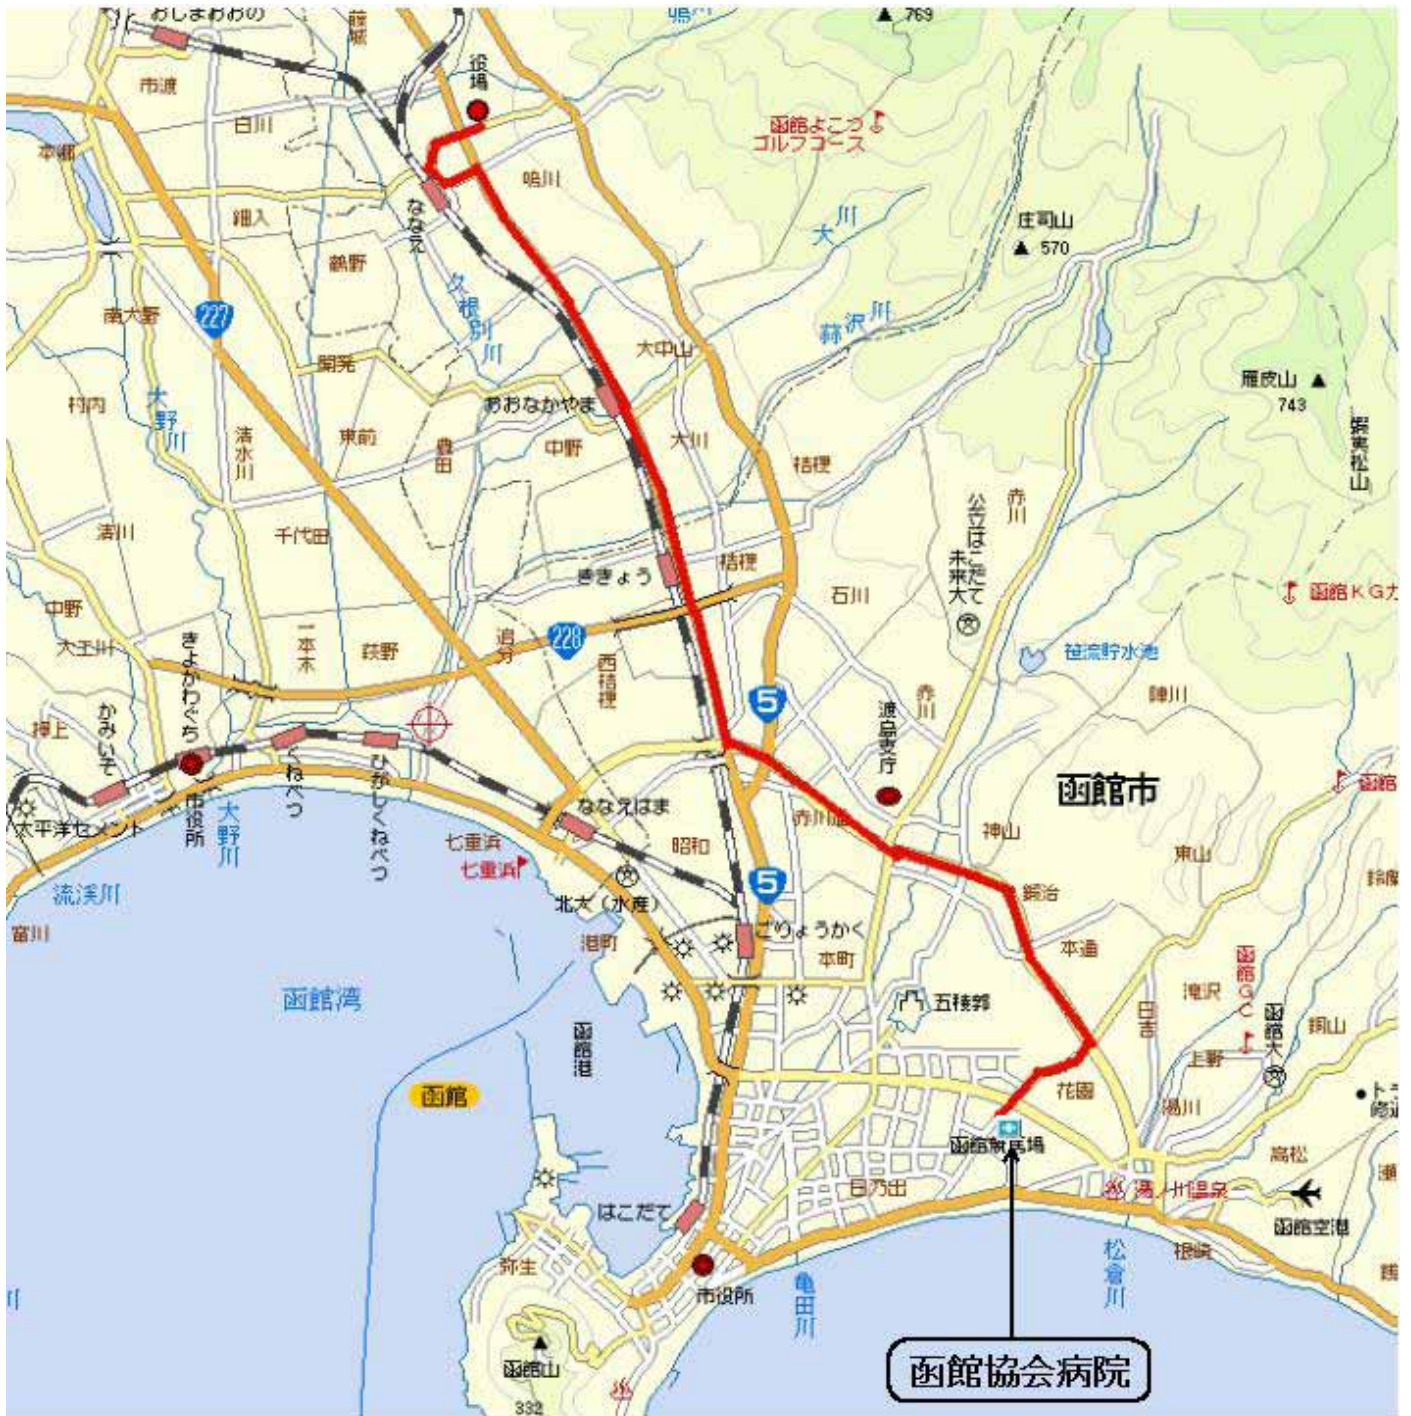 おしまおおの
藤城
鳴川
769
役場
市渡
白川
函館よこつ
ゴルフコース
本郷
鳴川
ななえ
細入
大川
庄司山
570
鶴野
久根別川
蒜沢川
南大野
227
開発
大中山
雁皮山
743
村内
大野川
清水川
東前
豊田
おおなかやま
中野
大川
桔梗
蝦夷松山
赤川
公立はこだて
未来大
清川
千代田
ききょう
桔梗
石川
函館KGカ
中野
大工川
きよかわぐち
一本木
萩野
追分
228
西桔梗
笹流貯水池
陣川
押上
かみいそ
5
赤川
渡島支庁
くねべつ
ひがしくねべつ
函館市
函館
太平洋セメント
市役所
大野川
ななえはま
昭和
赤川通
神山
東山
七重浜
七重浜
5
鍛治
流渓川
北大(水産)
富川
港町
ごりょうかく
本町
本通
函館GC
函館湾
五稜郭
日吉
滝沢
函館大
銅山
函館港
上野
函館
花園
湯川
函館競馬場
高松
日乃出
湯ノ川温泉
はこだて
函館空港
弥生
根崎
松倉川
市役所
亀田川
函館山
332
函館協会病院